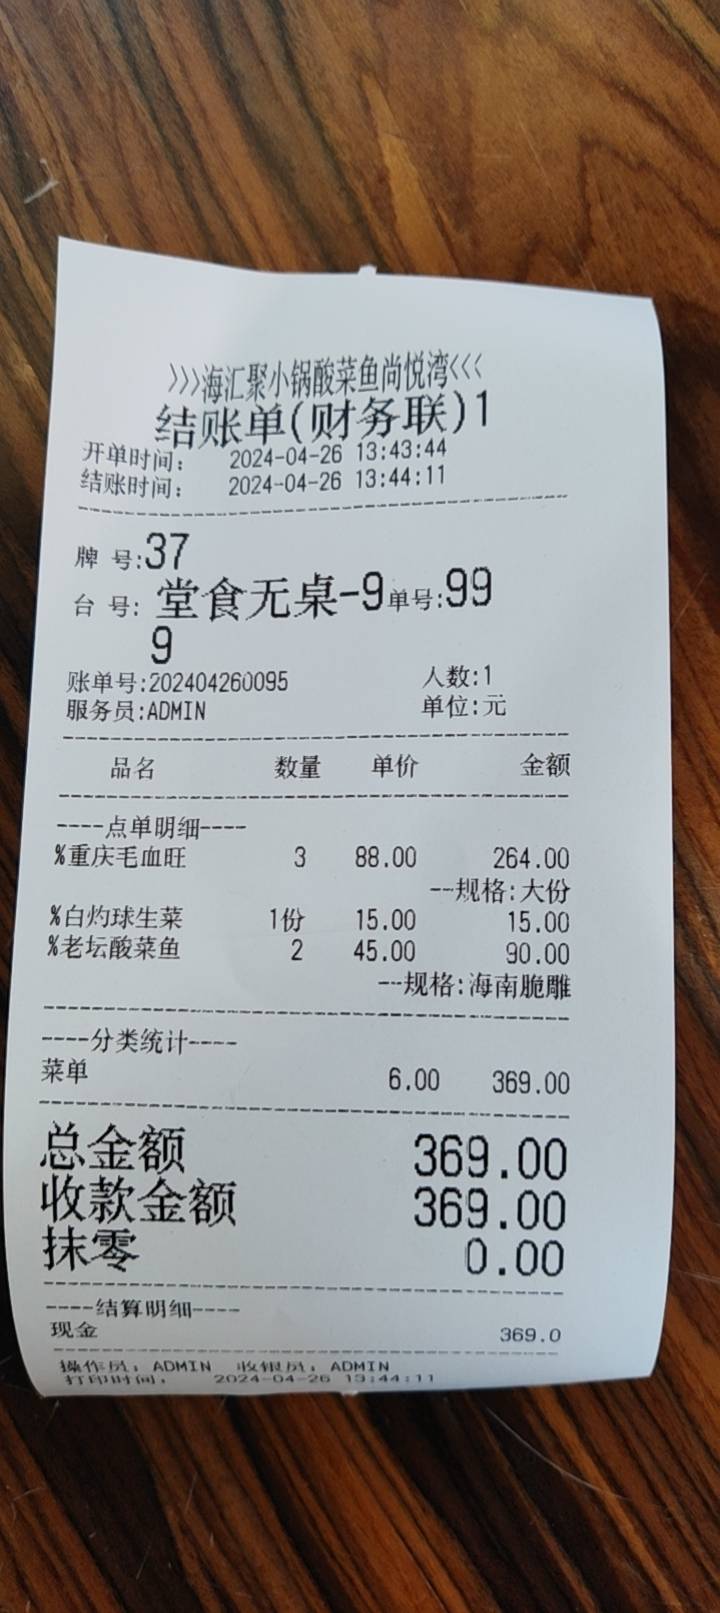 >>>海汇聚小锅酸菜鱼尚悦湾<<<
结账单(财务联)1
开单时间: 2024-04-26 13:43:44
结账时间: 2024-04-26 13:44:11
牌 号:37
台 号: 堂食无桌-9单号:99
9
账单号:202404260095 人数:1
服务员:ADMIN 单位:元
品名 数量 单价 金额
----点单明细----
%重庆毛血旺 3 88.00 264.00
--规格:大份
%白灼球生菜 1份 15.00 15.00
%老坛酸菜鱼 2 45.00 90.00
--规格:海南脆雕
----分类统计----
菜单 6.00 369.00
总金额 369.00
收款金额 369.00
抹零 0.00
----结算明细----
现金 369.0
操作员: ADMIN 收银员: ADMIN
打印时间: 2024-04-26 13:44:11